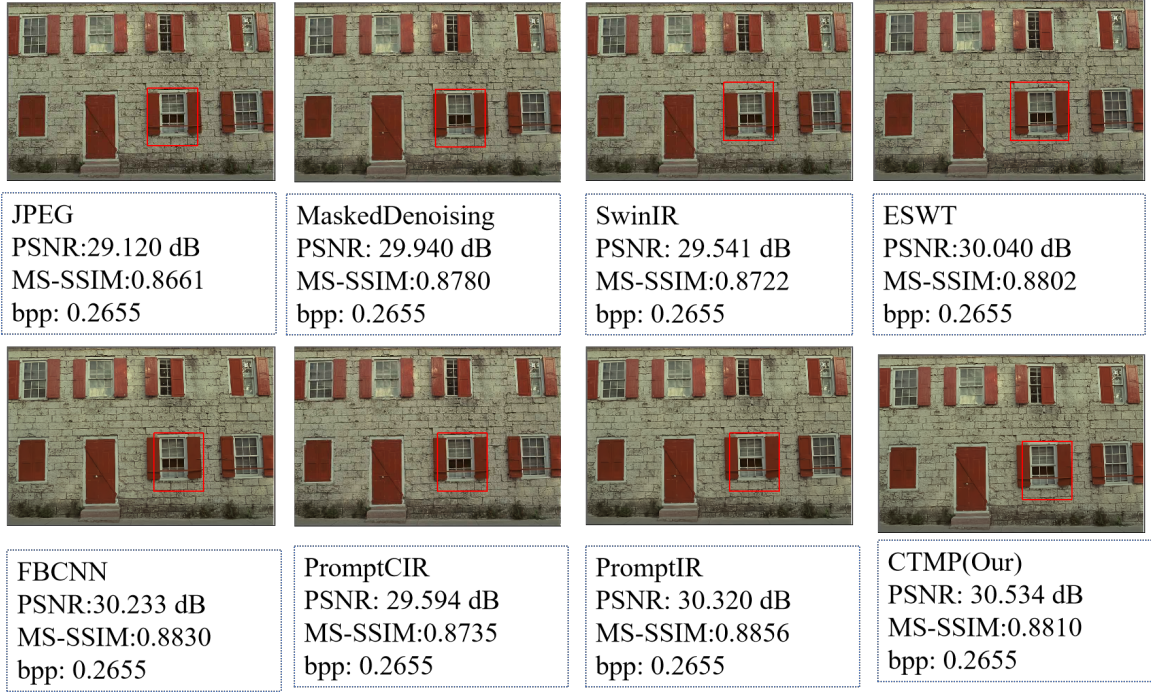 JPEG
PSNR:29.120 dB
MS-SSIM:0.8661
bpp: 0.2655
MaskedDenoising
PSNR: 29.940 dB
MS-SSIM:0.8780
bpp: 0.2655
SwinIR
PSNR: 29.541 dB
MS-SSIM:0.8722
bpp: 0.2655
ESWT
PSNR:30.040 dB
MS-SSIM:0.8802
bpp: 0.2655
FBCNN
PSNR:30.233 dB
MS-SSIM:0.8830
bpp: 0.2655
PromptCIR
PSNR: 29.594 dB
MS-SSIM:0.8735
bpp: 0.2655
PromptIR
PSNR: 30.320 dB
MS-SSIM:0.8856
bpp: 0.2655
CTMP(Our)
PSNR: 30.534 dB
MS-SSIM:0.8810
bpp: 0.2655